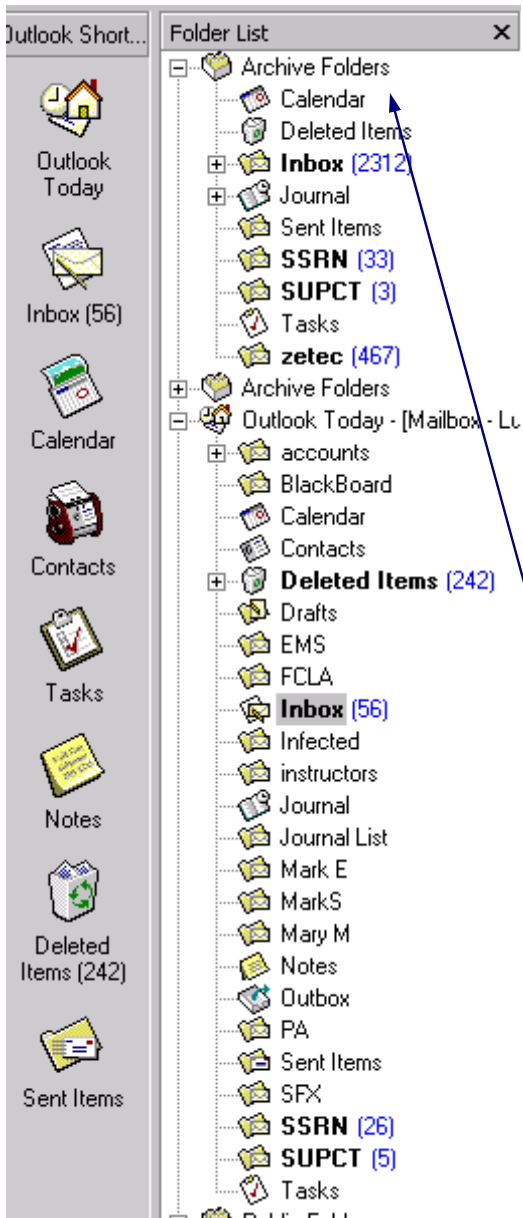 Outlook Short...
Outlook
Today
Inbox (56)
Calendar
Contacts
Tasks
Notes
Deleted
Items (242)
Sent Items
Folder List
Archive Folders
Calendar
Deleted Items
Inbox (2312)
Journal
Sent Items
SSRN (33)
SUPCT (3)
Tasks
zetec (467)
Archive Folders
Outlook Today - [Mailbox - Lu
accounts
BlackBoard
Calendar
Contacts
Deleted Items (242)
Drafts
EMS
FCLA
Inbox (56)
Infected
instructors
Journal
Journal List
Mark E
MarkS
Mary M
Notes
Outbox
PA
Sent Items
SFX
SSRN (26)
SUPCT (5)
Tasks